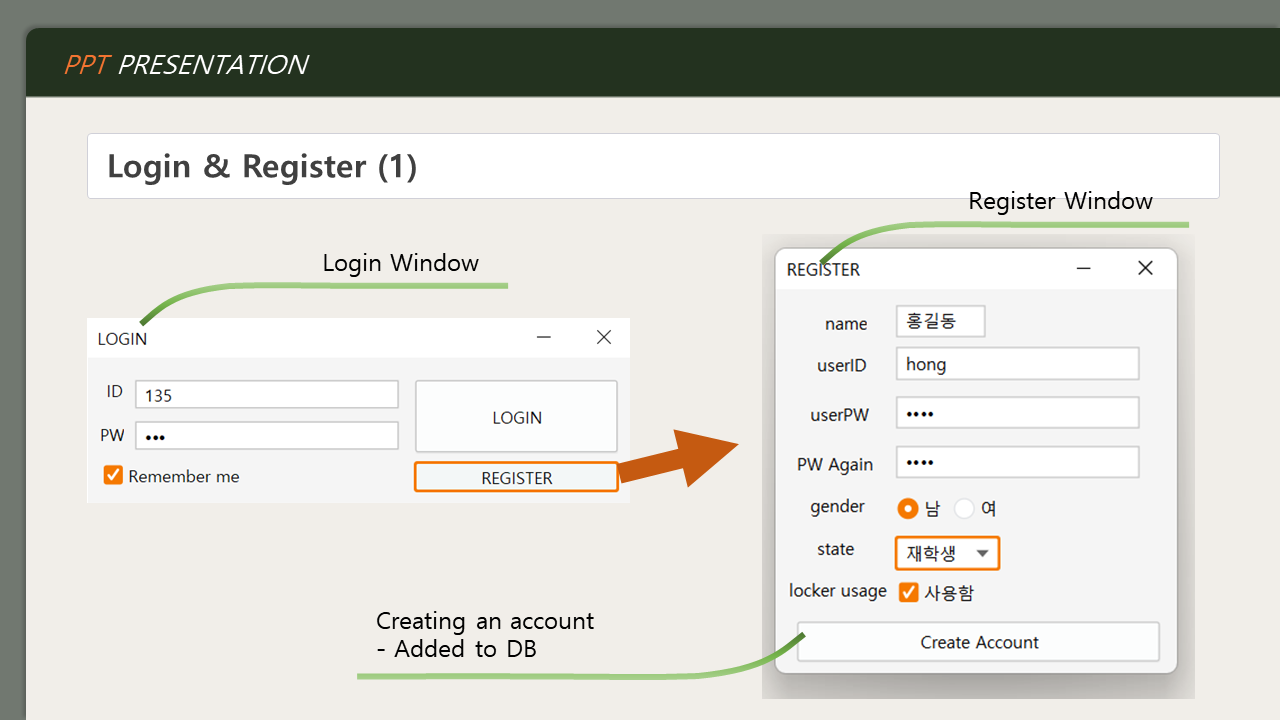 PPT PRESENTATION
Login & Register (1)
Register Window
Login Window
LOGIN
ID 135
PW •••
LOGIN
Remember me
REGISTER
REGISTER
name 홍길동
userID hong
userPW ••••
PW Again ••••
gender 남 여
state 재학생
locker usage 사용함
Create Account
Creating an account
- Added to DB